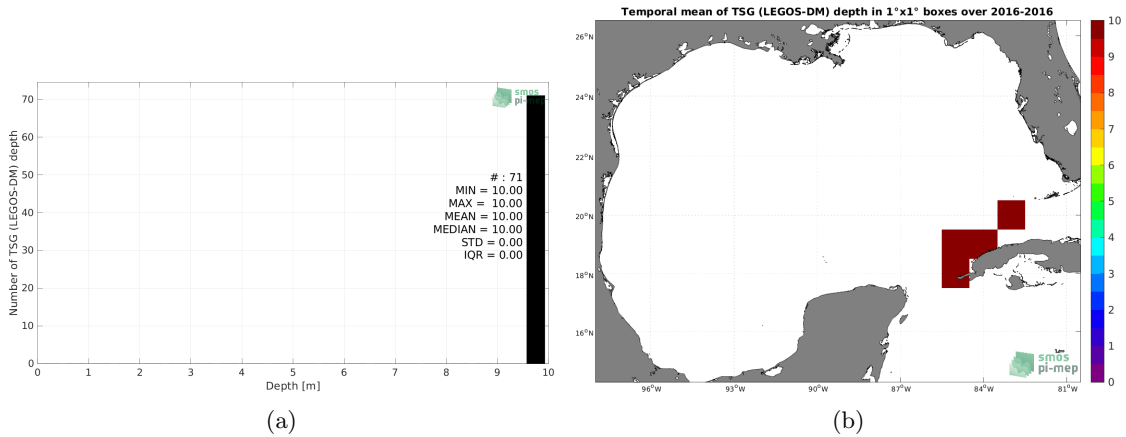 Temporal mean of TSG (LEGOS-DM) depth in 1°x1° boxes over 2016-2016
Number of TSG (LEGOS-DM) depth
70
60
50
40
30
20
10
0
smos
pi-mep
# : 71
MIN = 10.00
MAX = 10.00
MEAN = 10.00
MEDIAN = 10.00
STD = 0.00
IQR = 0.00
0 1 2 3 4 5 6 7 8 9 10
Depth [m]
(a)
26°N
24°N
22°N
20°N
18°N
16°N
96°W 93°W 90°W 87°W 84°W 81°W
smos
pi-mep
10
9
8
7
6
5
4
3
2
1
0
(b)